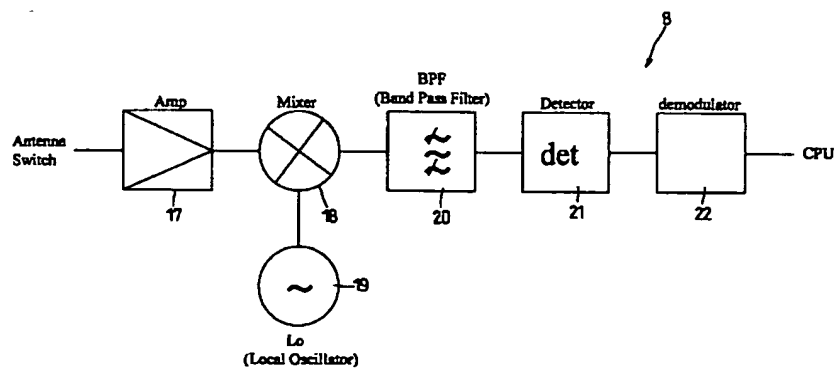 8
BPF
(Band Pass Filter)
Amp
Mixer
Detector
demodulator
Antenna
Switch
det
CPU
17
18
20
21
22
19
Lo
(Local Oscillator)